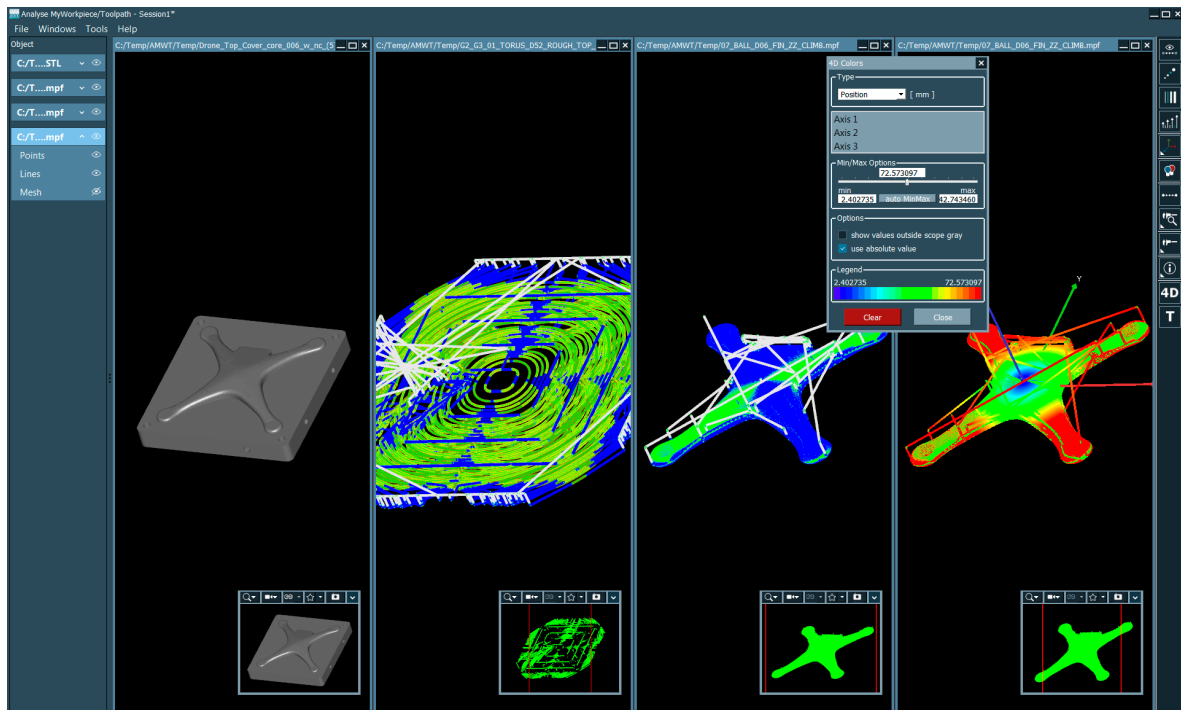 Analyse MyWorkpiece/Toolpath - Session1*
File Windows Tools Help
Object
C:/T....STL
C:/T....mpf
C:/T....mpf
C:/T....mpf
Points
Lines
Mesh
C:/Temp/AMWT/Temp/Drone_Top_Cover_core_006_w_nc_(5
C:/Temp/AMWT/Temp/G2_G3_01_TORUS_D52_ROUGH_TOP_
C:/Temp/AMWT/Temp/07_BALL_D06_FIN_ZZ_CLIMB.mpf
C:/Temp/AMWT/Temp/07_BALL_D06_FIN_ZZ_CLIMB.mpf
4D Colors
Type
Position [ mm ]
Axis 1
Axis 2
Axis 3
Min/Max Options
72.573097
min max
2.402735 auto MinMax 42.743460
Options
show values outside scope gray
use absolute value
Legend
2.402735 72.573097
Clear Close
Y
4D
T